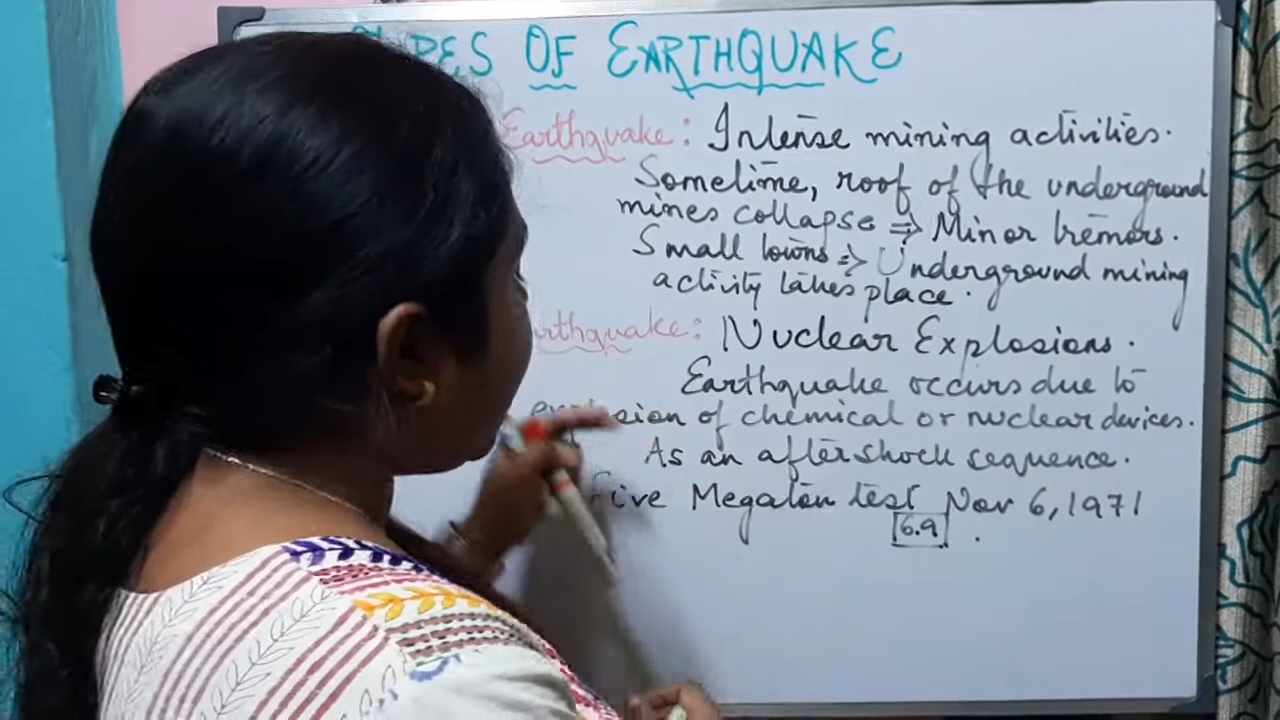 OF EARTHQUAKE
Earthquake: Intense mining activities.
Sometime, roof of the underground
mines collapse ⇒ Minor tremors.
Small towns ⇒ Underground mining
activity takes place.
Earthquake: Nuclear Explosions.
Earthquake occurs due to
of chemical or nuclear devices.
As an aftershock sequence.
Five Megaton test Nov 6, 1971
6.9 .